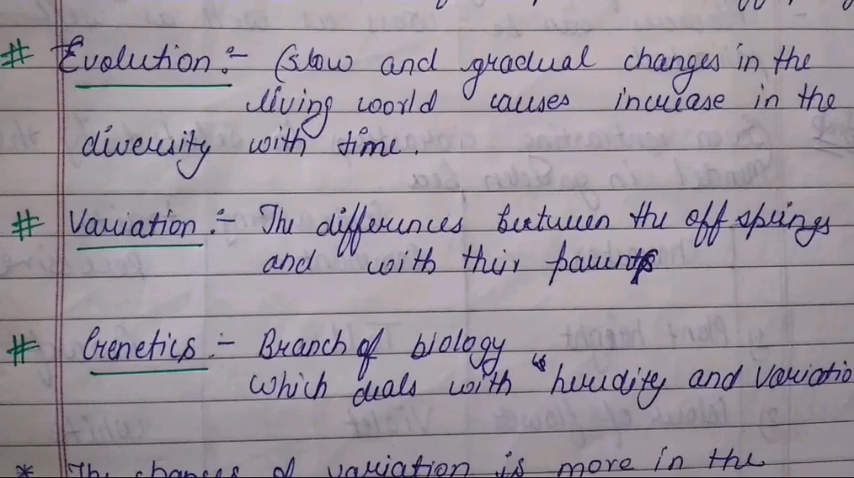 # Evolution :- Slow and gradual changes in the
living world causes increase in the
diversity with time.
# Variation :- The differences between the off springs
and with their parents
# Genetics :- Branch of biology
which deals with " heredity and variatio
* The chances of variation is more in the